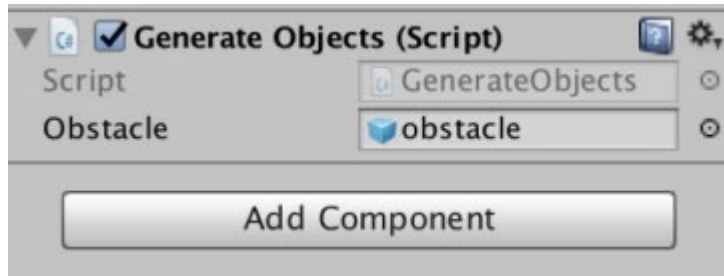 Generate Objects (Script)
Script GenerateObjects
Obstacle obstacle
Add Component